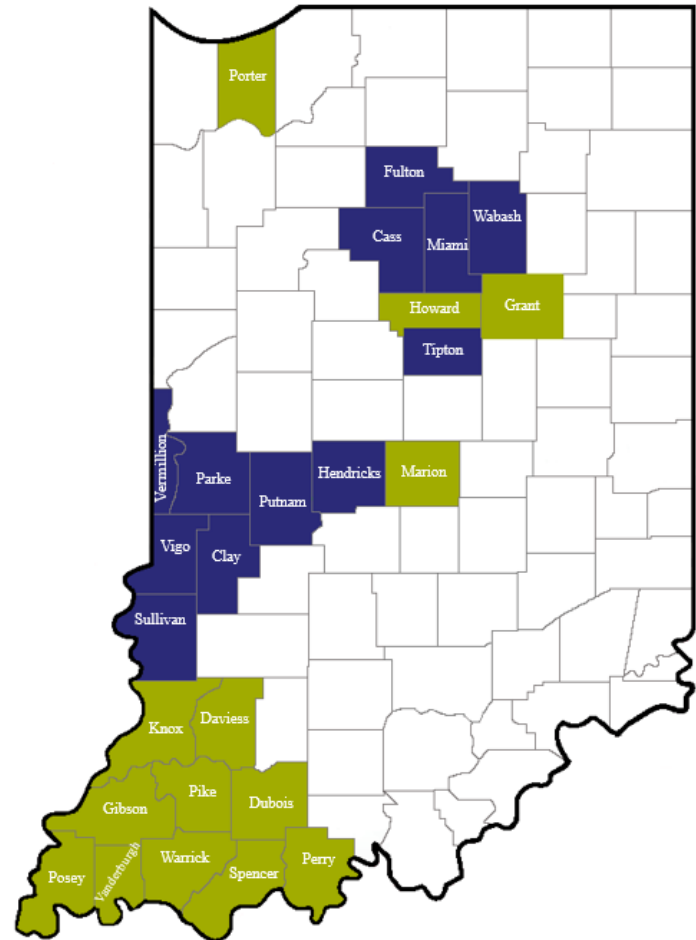 Porter
Fulton
Wabash
Cass
Miami
Howard
Grant
Tipton
Vermillion
Parke
Hendricks
Marion
Putnam
Vigo
Clay
Sullivan
Knox
Daviess
Pike
Dubois
Gibson
Warrick
Perry
Posey
Vanderburgh
Spencer